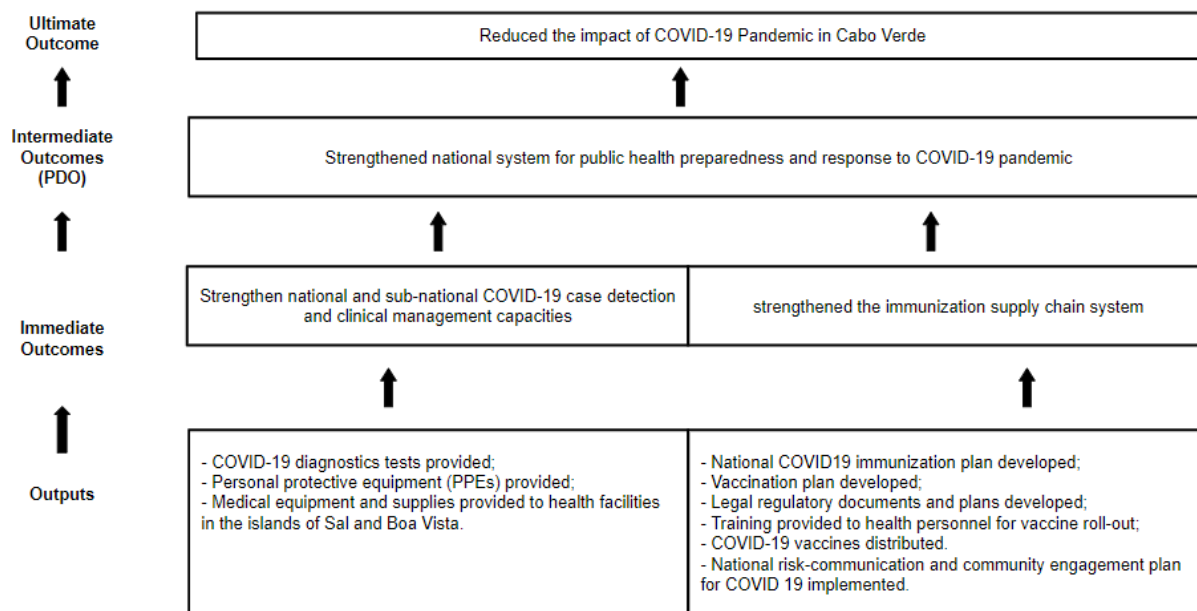 Ultimate
Outcome
Reduced the impact of COVID-19 Pandemic in Cabo Verde
Intermediate
Outcomes
(PDO)
Strengthened national system for public health preparedness and response to COVID-19 pandemic
Immediate
Outcomes
Strengthen national and sub-national COVID-19 case detection
and clinical management capacities
strengthened the immunization supply chain system
Outputs
- COVID-19 diagnostics tests provided;
- Personal protective equipment (PPEs) provided;
- Medical equipment and supplies provided to health facilities
in the islands of Sal and Boa Vista.
- National COVID19 immunization plan developed;
- Vaccination plan developed;
- Legal regulatory documents and plans developed;
- Training provided to health personnel for vaccine roll-out;
- COVID-19 vaccines distributed.
- National risk-communication and community engagement plan
for COVID 19 implemented.